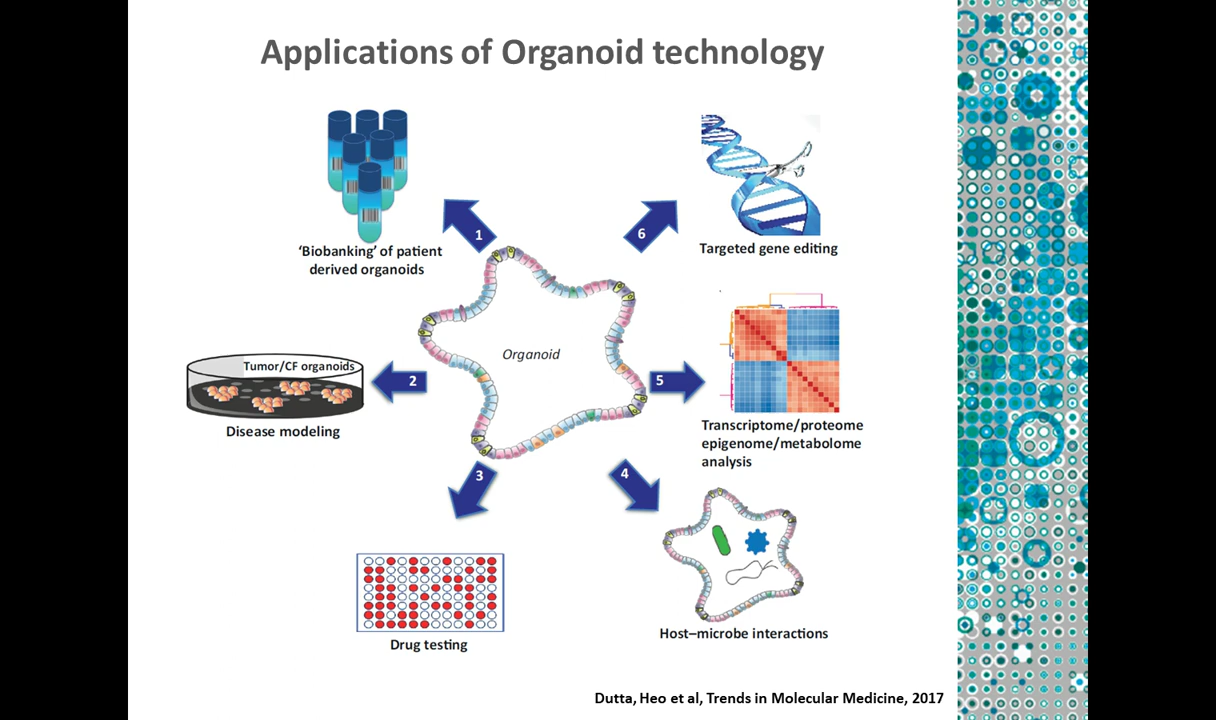 Applications of Organoid technology
1
'Biobanking' of patient
derived organoids
6
Targeted gene editing
Organoid
Tumor/CF organoids
2
Disease modeling
5
Transcriptome/proteome
epigenome/metabolome
analysis
3
Drug testing
4
Host–microbe interactions
Dutta, Heo et al, Trends in Molecular Medicine, 2017